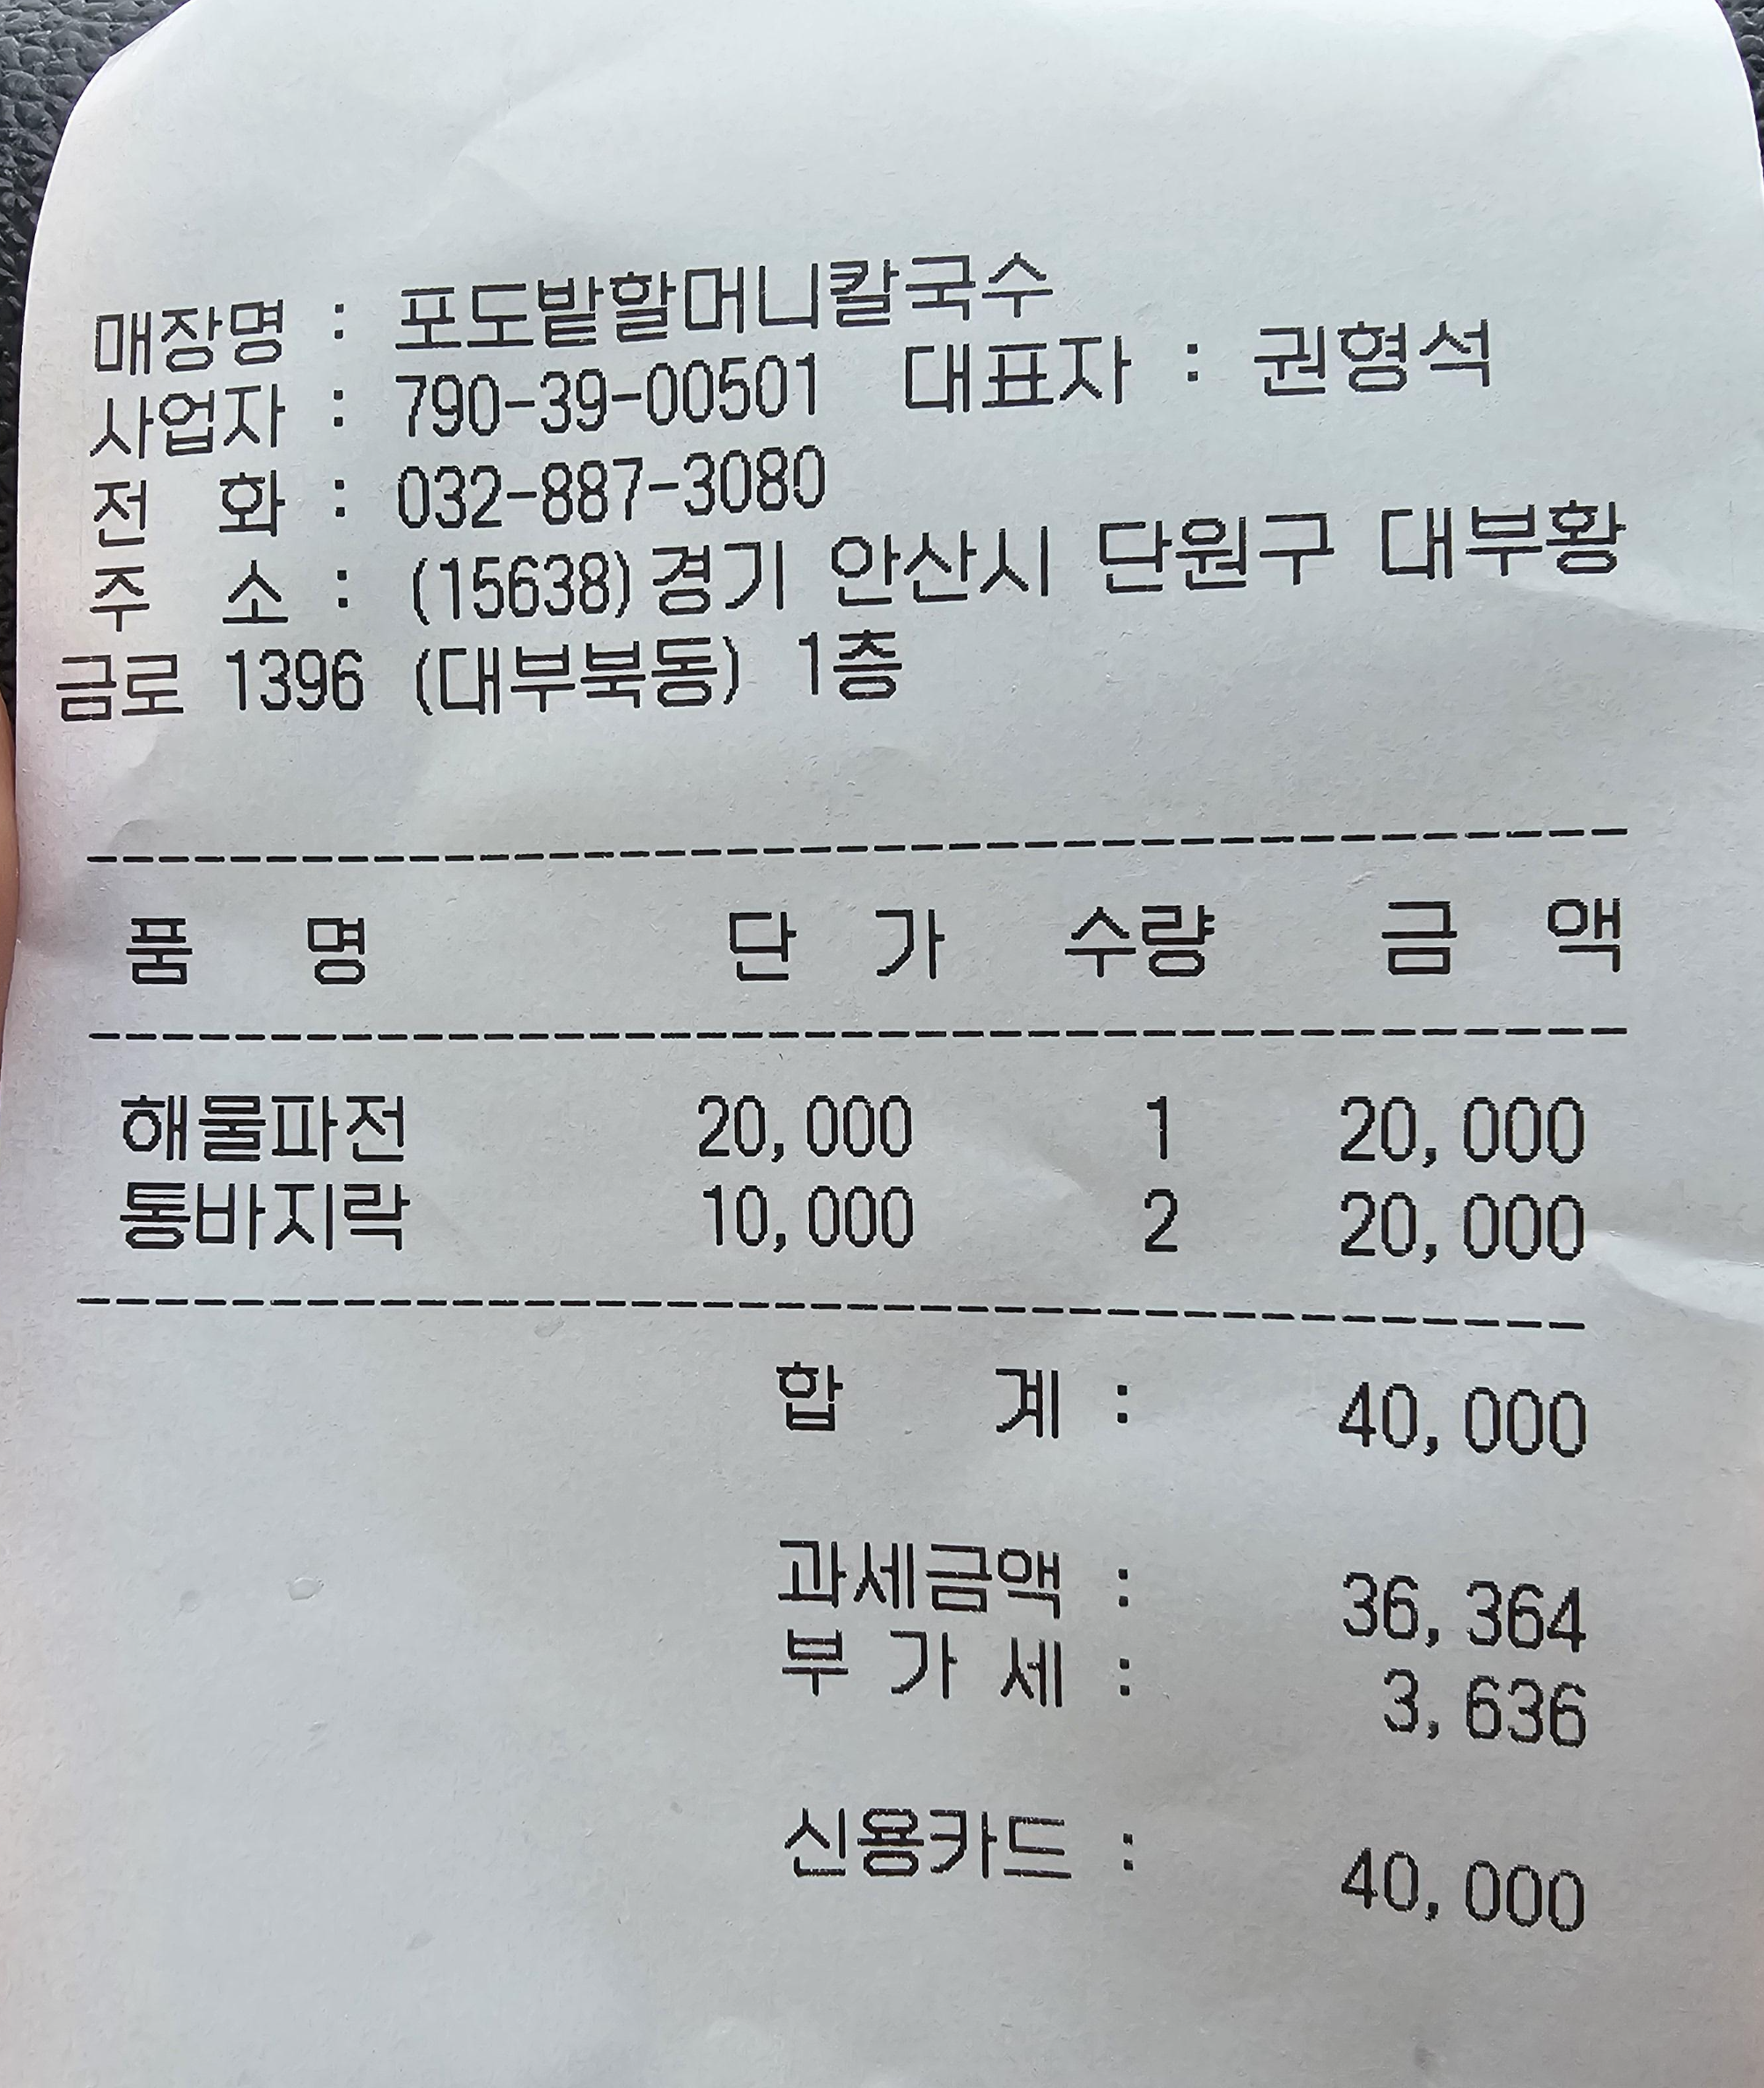 매장명 : 포도밭할머니칼국수
사업자 : 790-39-00501 대표자 : 권형석
전 화 : 032-887-3080
주 소 : (15638)경기 안산시 단원구 대부황
금로 1396 (대부북동) 1층
품 명 단 가 수량 금 액
해물파전 20,000 1 20,000
통바지락 10,000 2 20,000
합 계 : 40,000
과세금액 : 36,364
부 가 세 : 3,636
신용카드 : 40,000